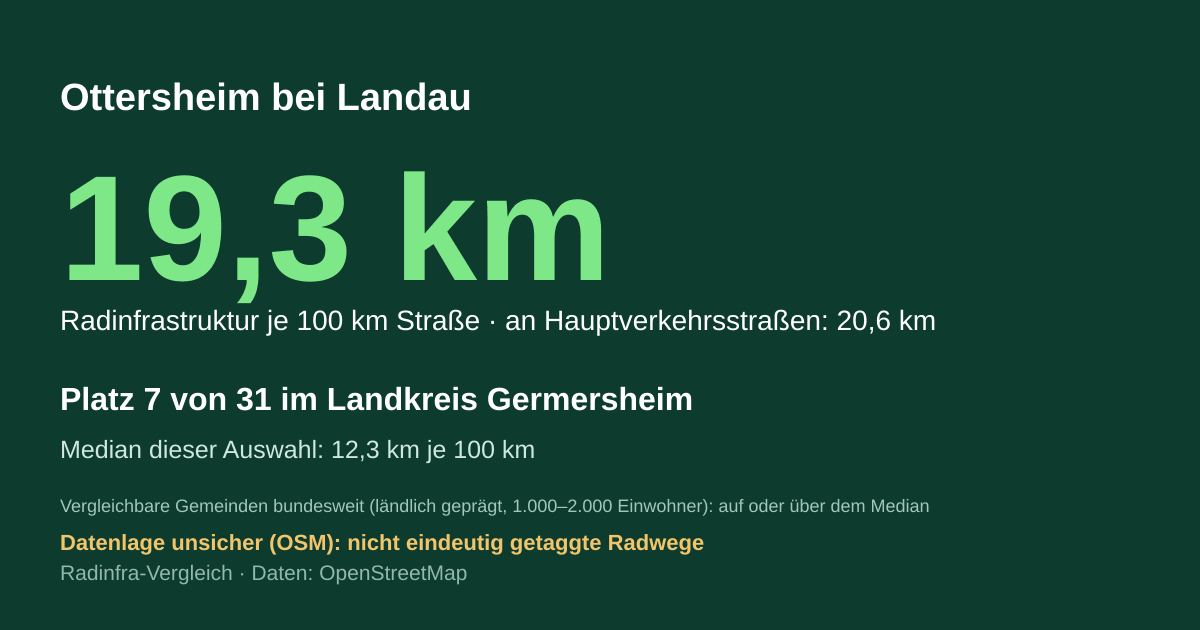 Ottersheim bei Landau
19,3 km
Radinfrastruktur je 100 km Straße · an Hauptverkehrsstraßen: 20,6 km
Platz 7 von 31 im Landkreis Germersheim
Median dieser Auswahl: 12,3 km je 100 km
Vergleichbare Gemeinden bundesweit (ländlich geprägt, 1.000–2.000 Einwohner): auf oder über dem Median
Datenlage unsicher (OSM): nicht eindeutig getaggte Radwege
Radinfra-Vergleich · Daten: OpenStreetMap